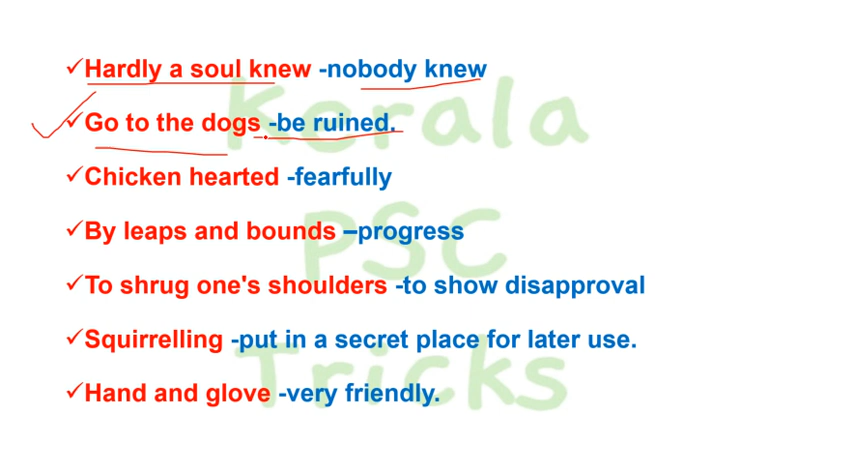 Hardly a soul knew -nobody knew
Go to the dogs -be ruined.
Chicken hearted -fearfully
By leaps and bounds –progress
To shrug one's shoulders -to show disapproval
Squirrelling -put in a secret place for later use.
Hand and glove -very friendly.
Kerala
PSC
Tricks